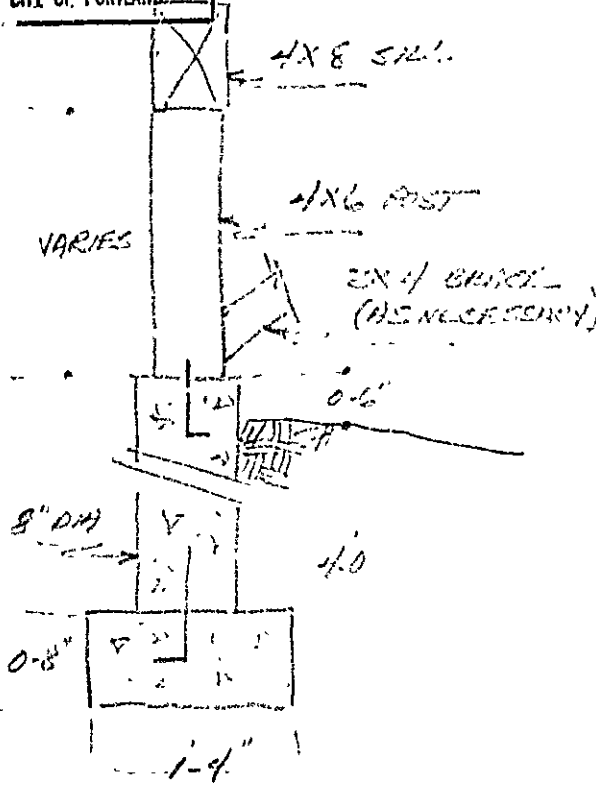 CITY OF PORTLAND
4X8 SILL
4X6 POST
VARIES
2X4 BRACE
(AS NECESSARY)
0-6"
8" DIA
4'0
0-8"
1'-4"